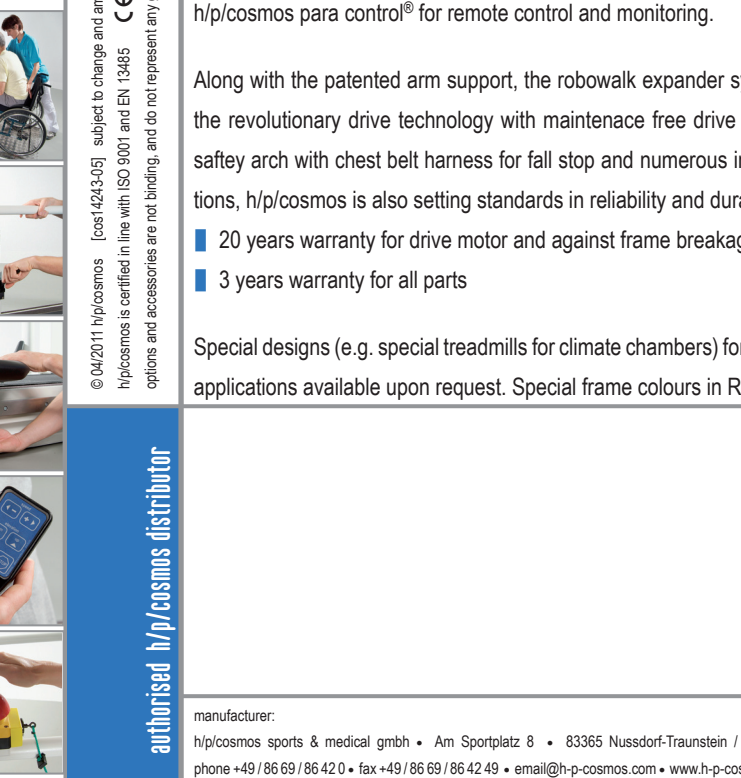 h/p/cosmos para control® for remote control and monitoring.
Along with the patented arm support, the robowalk expander
the revolutionary drive technology with maintenace free drive
saftey arch with chest belt harness for fall stop and numerous
tions, h/p/cosmos is also setting standards in reliability and
20 years warranty for drive motor and against frame
3 years warranty for all parts
Special designs (e.g. special treadmills for climate chambers)
applications available upon request. Special frame colours in
© 04/2011 h/p/cosmos [cos14243-05] subject to change and
h/p/cosmos is certified in line with ISO 9001 and EN 13485 CE
options and accessories are not binding, and do not represent any
authorised h/p/cosmos distributor
manufacturer:
h/p/cosmos sports & medical gmbh • Am Sportplatz 8 • 83365 Nussdorf-Traunstein /
phone +49 / 86 69 / 86 42 0 • fax +49 / 86 69 / 86 42 49 • email@h-p-cosmos.com •